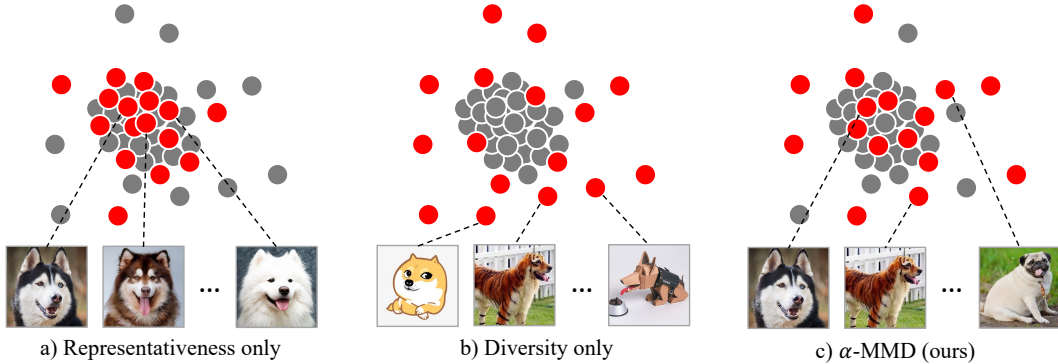 ... ... ...
a) Representativeness only b) Diversity only c) α-MMD (ours)